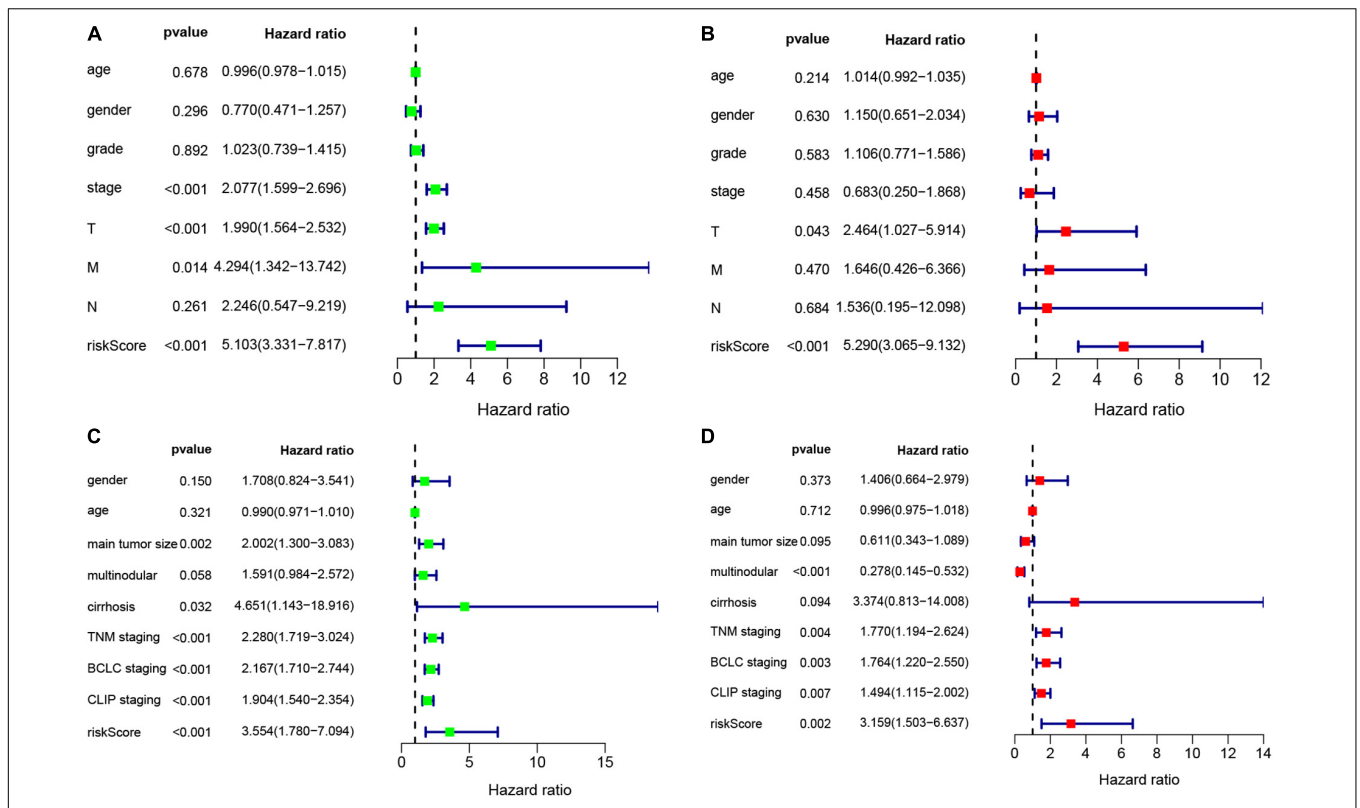 A
pvalue Hazard ratio
age 0.678 0.996(0.978−1.015)
gender 0.296 0.770(0.471−1.257)
grade 0.892 1.023(0.739−1.415)
stage <0.001 2.077(1.599−2.696)
T <0.001 1.990(1.564−2.532)
M 0.014 4.294(1.342−13.742)
N 0.261 2.246(0.547−9.219)
riskScore <0.001 5.103(3.331−7.817)
0 2 4 6 8 10 12
Hazard ratio
B
pvalue Hazard ratio
age 0.214 1.014(0.992−1.035)
gender 0.630 1.150(0.651−2.034)
grade 0.583 1.106(0.771−1.586)
stage 0.458 0.683(0.250−1.868)
T 0.043 2.464(1.027−5.914)
M 0.470 1.646(0.426−6.366)
N 0.684 1.536(0.195−12.098)
riskScore <0.001 5.290(3.065−9.132)
0 2 4 6 8 10 12
Hazard ratio
C
pvalue Hazard ratio
gender 0.150 1.708(0.824−3.541)
age 0.321 0.990(0.971−1.010)
main tumor size 0.002 2.002(1.300−3.083)
multinodular 0.058 1.591(0.984−2.572)
cirrhosis 0.032 4.651(1.143−18.916)
TNM staging <0.001 2.280(1.719−3.024)
BCLC staging <0.001 2.167(1.710−2.744)
CLIP staging <0.001 1.904(1.540−2.354)
riskScore <0.001 3.554(1.780−7.094)
0 5 10 15
Hazard ratio
D
pvalue Hazard ratio
gender 0.373 1.406(0.664−2.979)
age 0.712 0.996(0.975−1.018)
main tumor size 0.095 0.611(0.343−1.089)
multinodular <0.001 0.278(0.145−0.532)
cirrhosis 0.094 3.374(0.813−14.008)
TNM staging 0.004 1.770(1.194−2.624)
BCLC staging 0.003 1.764(1.220−2.550)
CLIP staging 0.007 1.494(1.115−2.002)
riskScore 0.002 3.159(1.503−6.637)
0 2 4 6 8 10 12 14
Hazard ratio